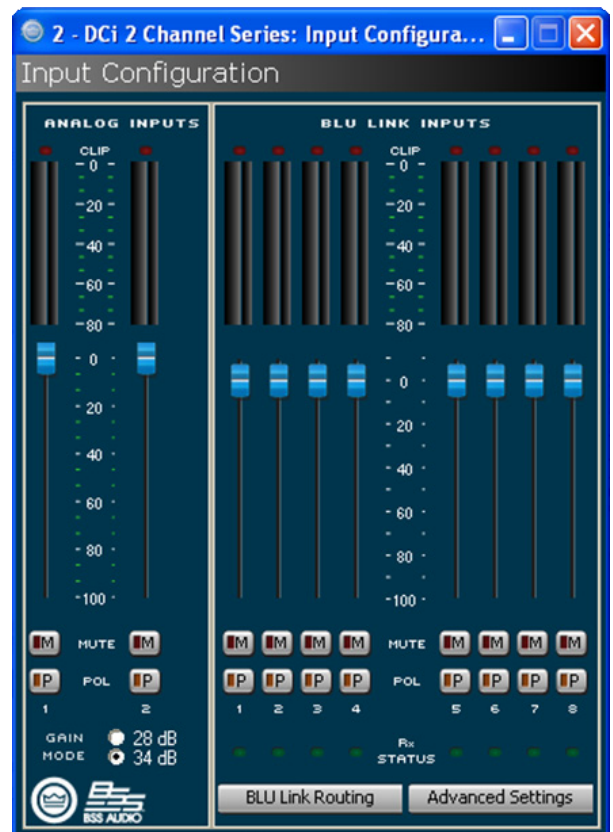 2 - DCi 2 Channel Series: Input Configura...
Input Configuration
ANALOG INPUTS
CLIP
0
-20
-40
-60
-80
0
20
40
60
80
100
M MUTE M
P POL P
1 2
GAIN MODE
28 dB
34 dB
BSS AUDIO
BLU LINK INPUTS
CLIP
0
-20
-40
-60
-80
0
20
40
60
80
100
M M M M MUTE M M M M
P P P P POL P P P P
1 2 3 4 5 6 7 8
Rx
STATUS
BLU Link Routing Advanced Settings